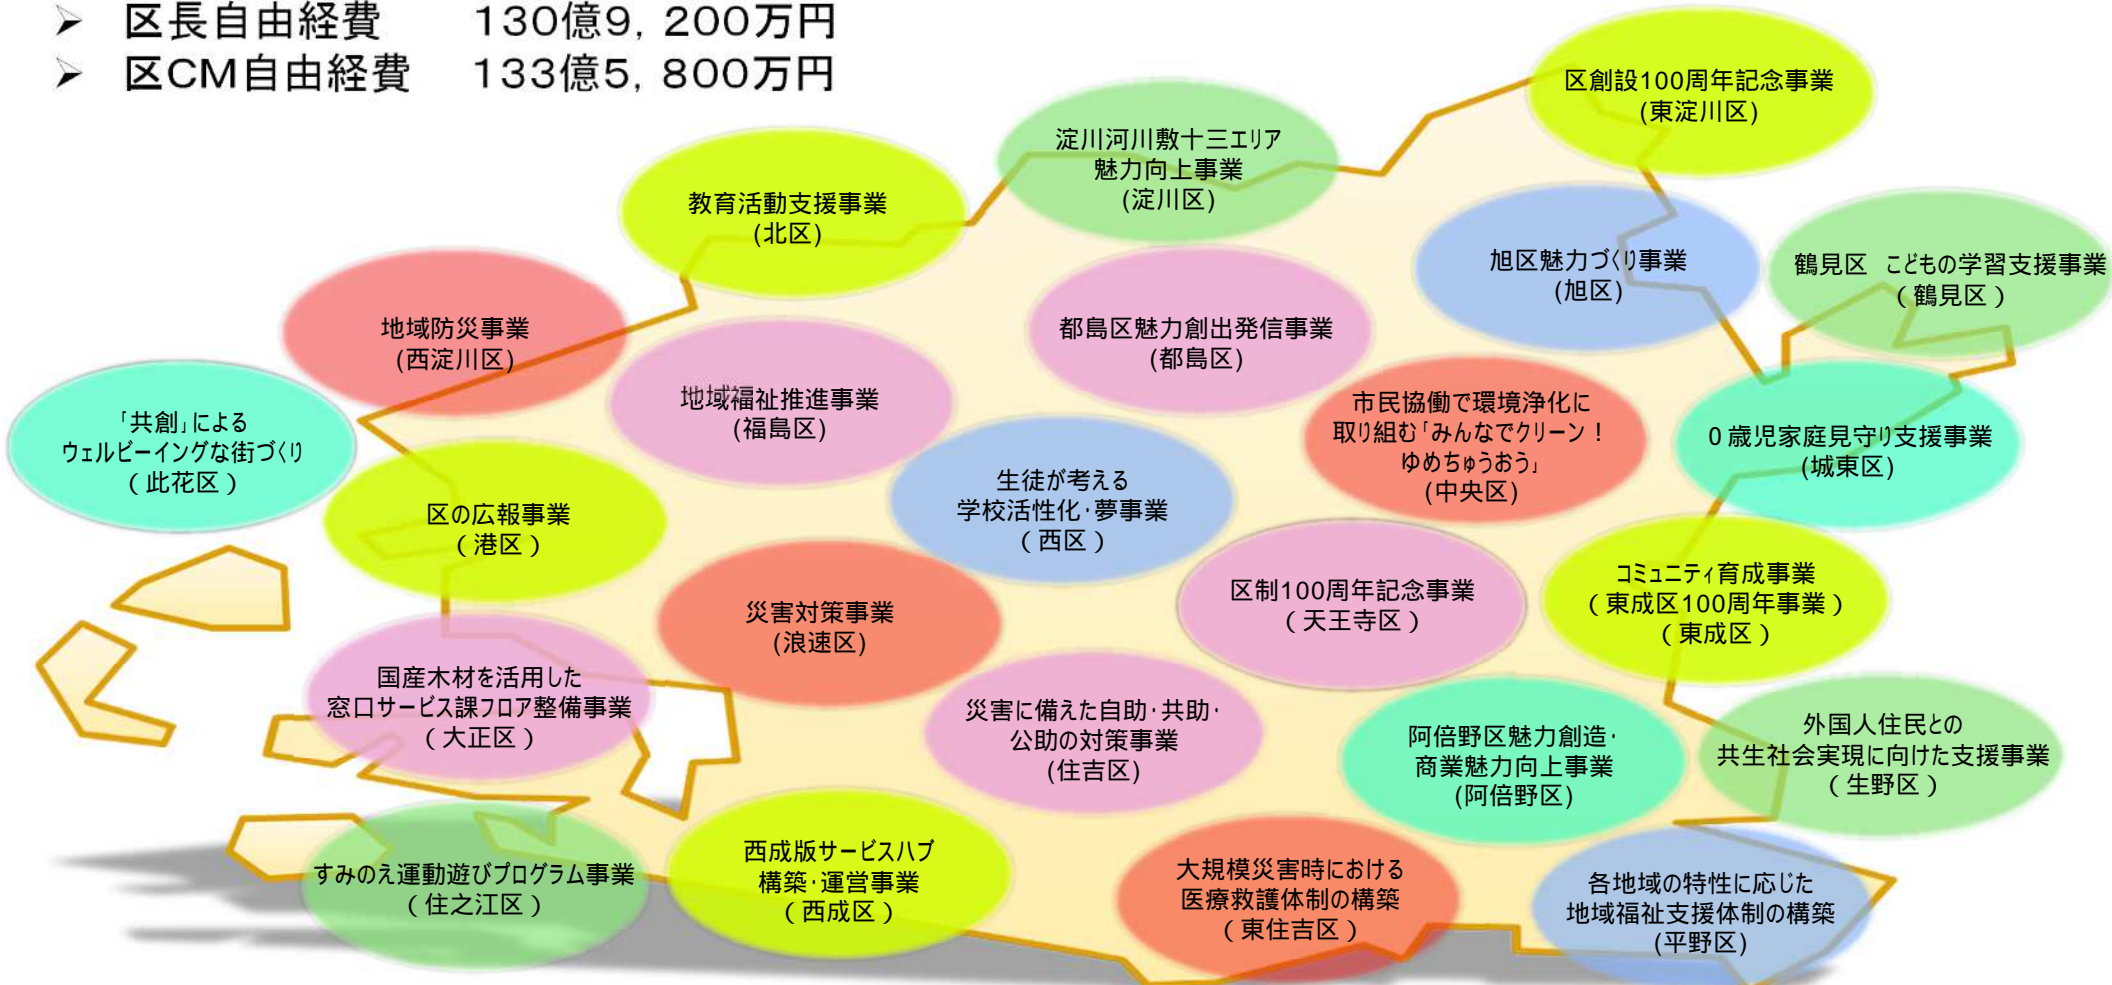 ➢ 区長自由経費 130億9,200万円
➢ 区CM自由経費 133億5,800万円
区創設100周年記念事業
(東淀川区)
淀川河川敷十三エリア
魅力向上事業
(淀川区)
教育活動支援事業
(北区)
旭区魅力づくり事業
(旭区)
鶴見区 こどもの学習支援事業
(鶴見区)
地域防災事業
(西淀川区)
都島区魅力創出発信事業
(都島区)
地域福祉推進事業
(福島区)
「共創」による
ウェルビーイングな街づくり
(此花区)
市民協働で環境浄化に
取り組む「みんなでクリーン!
ゆめちゅうおう」
(中央区)
0歳児家庭見守り支援事業
(城東区)
区の広報事業
(港区)
生徒が考える
学校活性化・夢事業
(西区)
災害対策事業
(浪速区)
区制100周年記念事業
(天王寺区)
コミュニティ育成事業
(東成区100周年事業)
(東成区)
国産木材を活用した
窓口サービス課フロア整備事業
(大正区)
災害に備えた自助・共助・
公助の対策事業
(住吉区)
阿倍野区魅力創造・
商業魅力向上事業
(阿倍野区)
外国人住民との
共生社会実現に向けた支援事業
(生野区)
すみのえ運動遊びプログラム事業
(住之江区)
西成版サービスハブ
構築・運営事業
(西成区)
大規模災害時における
医療救護体制の構築
(東住吉区)
各地域の特性に応じた
地域福祉支援体制の構築
(平野区)